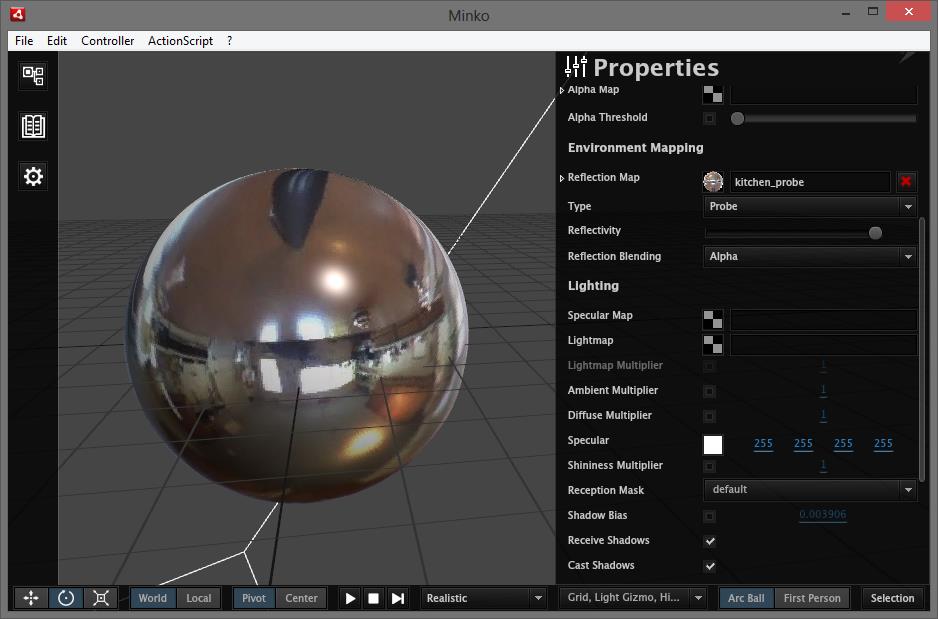 Minko
File Edit Controller ActionScript ?
Properties
Alpha Map
Alpha Threshold
Environment Mapping
Reflection Map kitchen_probe
Type Probe
Reflectivity
Reflection Blending Alpha
Lighting
Specular Map
Lightmap
Lightmap Multiplier 1
Ambient Multiplier 1
Diffuse Multiplier 1
Specular 255 255 255 255
Shininess Multiplier 1
Reception Mask default
Shadow Bias 0.003906
Receive Shadows
Cast Shadows
World Local Pivot Center Realistic Grid, Light Gizmo, Hi... Arc Ball First Person Selection